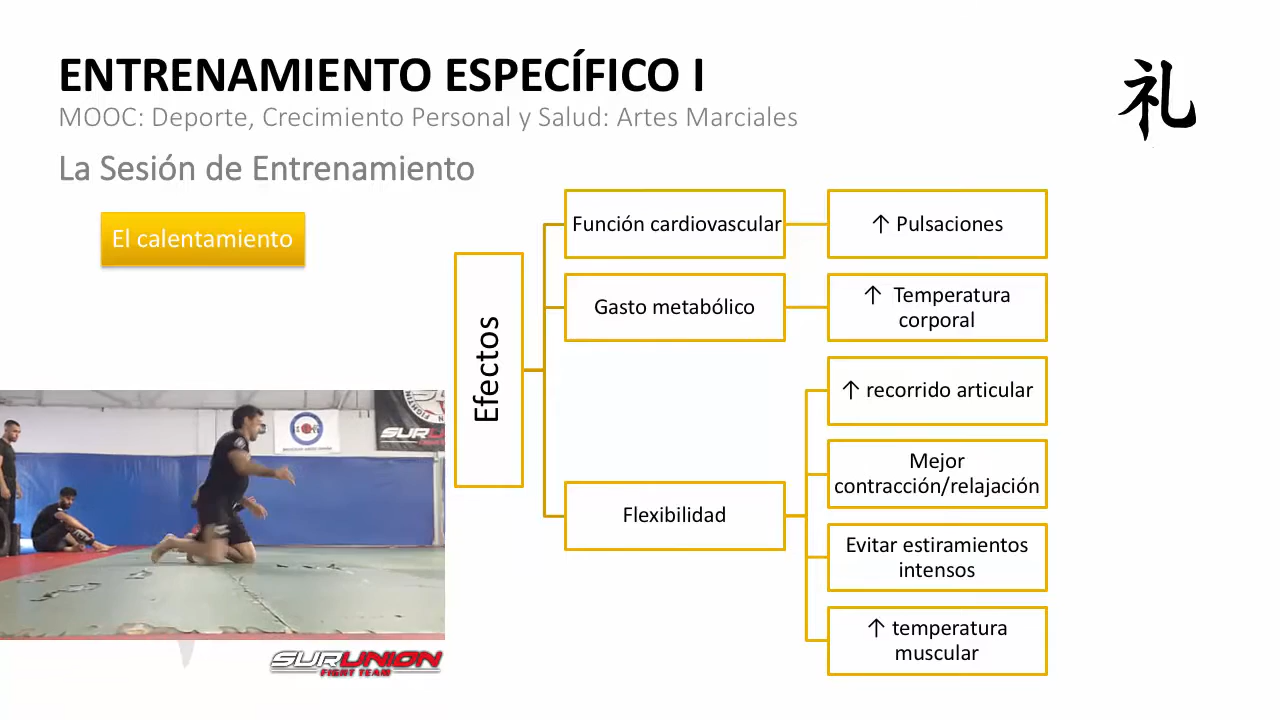 ENTRENAMIENTO ESPECÍFICO I
MOOC: Deporte, Crecimiento Personal y Salud: Artes Marciales
礼
La Sesión de Entrenamiento
El calentamiento
Efectos
Función cardiovascular
↑ Pulsaciones
Gasto metabólico
↑ Temperatura
corporal
Flexibilidad
↑ recorrido articular
Mejor
contracción/relajación
Evitar estiramientos
intensos
↑ temperatura
muscular
SUR
SURUNION
FIGHT TEAM